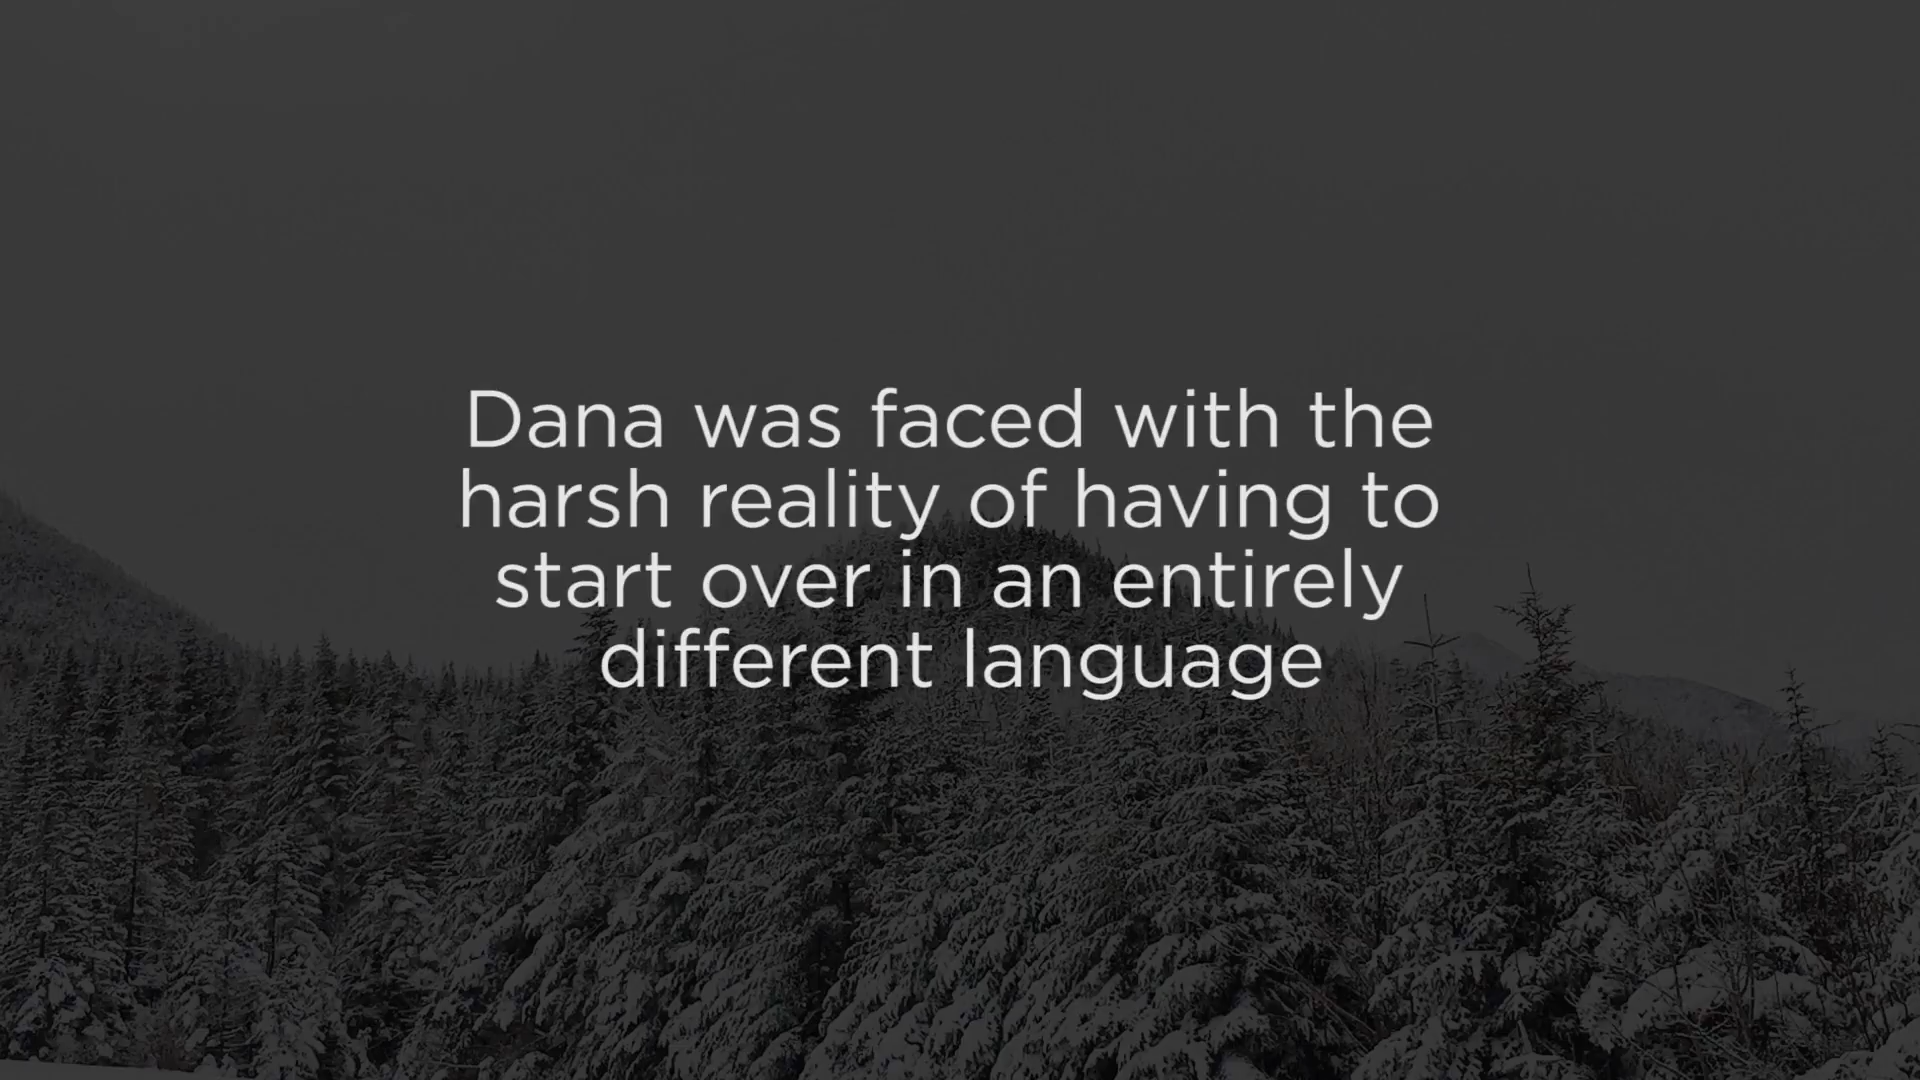 Dana was faced with the
harsh reality of having to
start over in an entirely
different language